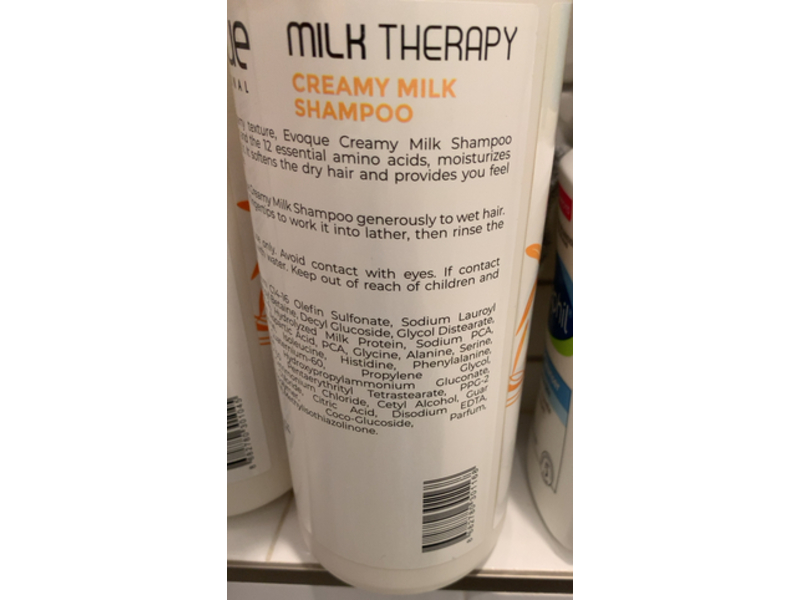 MILK THERAPY
CREAMY MILK
SHAMPOO
texture, Evoque Creamy Milk Shampoo
the 12 essential amino acids, moisturizes
it softens the dry hair and provides you feel
Creamy Milk Shampoo generously to wet hair.
to work it into lather, then rinse the
only. Avoid contact with eyes. If contact
water. Keep out of reach of children and
C14-16 Olefin Sulfonate, Sodium Lauroyl
Betaine, Decyl Glucoside, Glycol Distearate,
Hydrolyzed Milk Protein, Sodium PCA,
Acid, PCA, Glycine, Alanine, Serine,
Isoleucine, Histidine, Phenylalanine,
Propylene Glycol,
Hydroxypropylammonium Gluconate,
Pentaerythrityl Tetrastearate, PPG-2
Chloride, Cetyl Alcohol, Guar
Citric Acid, Disodium EDTA,
Coco-Glucoside, Parfum,